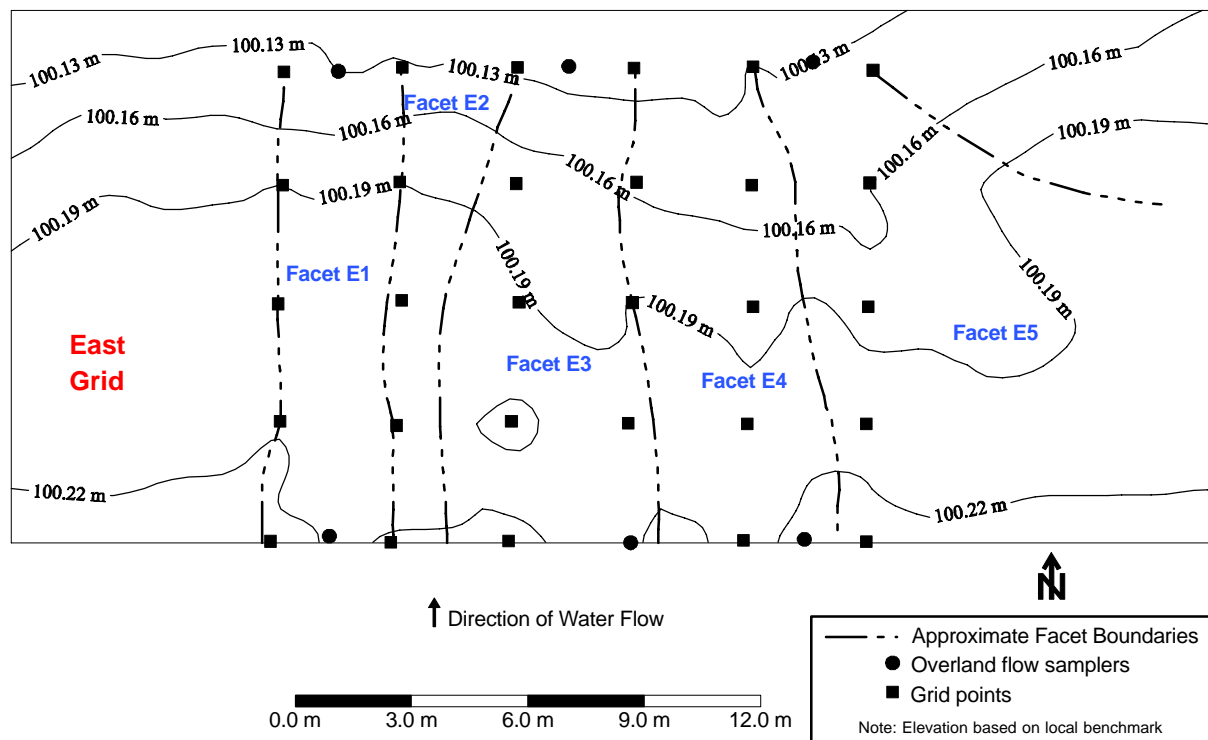 100.13 m
100.13 m
100.13 m
100.13 m
100.16 m
100.16 m
100.16 m
100.16 m
100.16 m
100.16 m
100.19 m
100.19 m
100.19 m
100.19 m
100.19 m
100.19 m
Facet E2
Facet E1
Facet E5
Facet E3
Facet E4
East
Grid
100.22 m
100.22 m
N
Direction of Water Flow
Approximate Facet Boundaries
Overland flow samplers
Grid points
Note: Elevation based on local benchmark
0.0 m 3.0 m 6.0 m 9.0 m 12.0 m